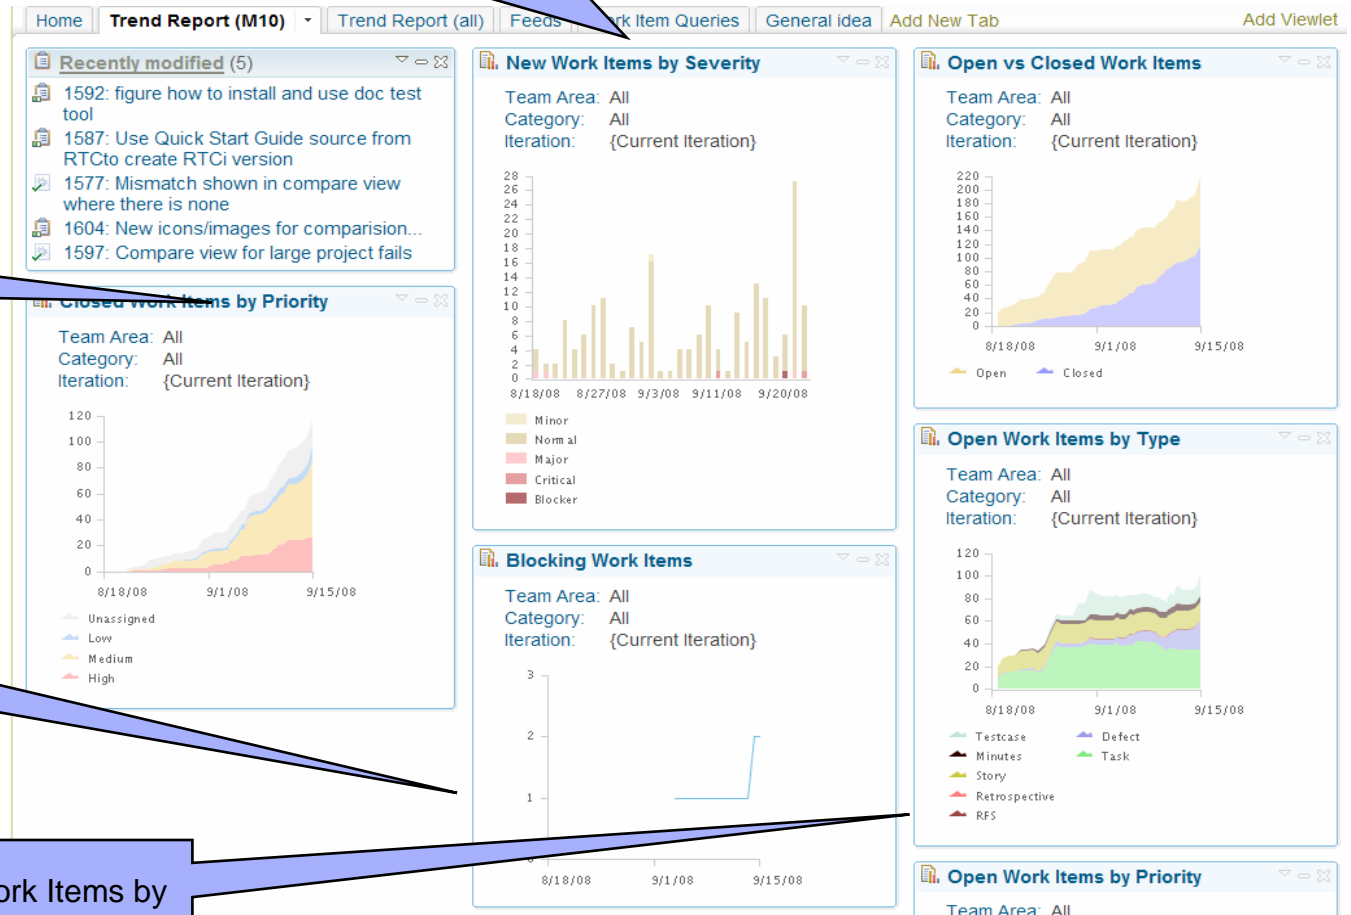 Home
Trend Report (M10)
Trend Report (all)
Feeds
rk Item Queries
General idea
Add New Tab
Add Viewlet
Recently modified (5)
1592: figure how to install and use doc test
tool
1587: Use Quick Start Guide source from
RTCto create RTCi version
1577: Mismatch shown in compare view
where there is none
1604: New icons/images for comparision...
1597: Compare view for large project fails
Closed Work Items by Priority
Team Area: All
Category: All
Iteration: {Current Iteration}
120
100
80
60
40
20
0
8/18/08 9/1/08 9/15/08
Unassigned
Low
Medium
High
ork Items by
New Work Items by Severity
Team Area: All
Category: All
Iteration: {Current Iteration}
28
26
24
22
20
18
16
14
12
10
8
6
4
2
0
8/18/08 8/27/08 9/3/08 9/11/08 9/20/08
Minor
Normal
Major
Critical
Blocker
Blocking Work Items
Team Area: All
Category: All
Iteration: {Current Iteration}
3
2
1
0
8/18/08 9/1/08 9/15/08
Open vs Closed Work Items
Team Area: All
Category: All
Iteration: {Current Iteration}
220
200
180
160
140
120
100
80
60
40
20
0
8/18/08 9/1/08 9/15/08
Open Closed
Open Work Items by Type
Team Area: All
Category: All
Iteration: {Current Iteration}
120
100
80
60
40
20
0
8/18/08 9/1/08 9/15/08
Testcase Defect
Minutes Task
Story
Retrospective
RFS
Open Work Items by Priority
Team Area: All